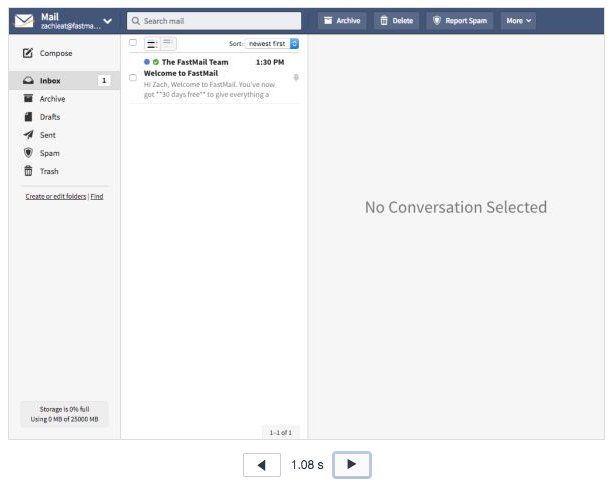 Mail
zachleat@fastma...
Search mail
Archive
Delete
Report Spam
More
Compose
Inbox
1
Archive
Drafts
Sent
Spam
Trash
Create or edit folders | Find
Storage is 0% full
Using 0 MB of 25000 MB
Sort: newest first
The FastMail Team 1:30 PM
Welcome to FastMail
Hi Zach, Welcome to FastMail. You've now
got **30 days free** to give everything a
1–1 of 1
No Conversation Selected
1.08 s